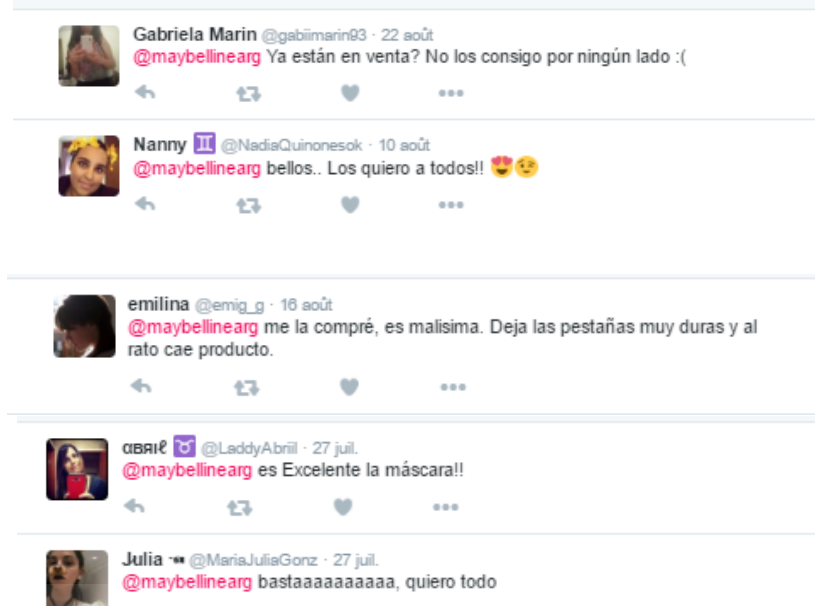 Gabriela Marin @gabiimarin93 · 22 août
@maybellinearg Ya están en venta? No los consigo por ningún lado :(
Nanny ♊ @NadiaQuinonesok · 10 août
@maybellinearg bellos.. Los quiero a todos!! 😍😉
emilina @emig_g · 16 août
@maybellinearg me la compré, es malisima. Deja las pestañas muy duras y al
rato cae producto.
αвяιℓ ♉ @LaddyAbriil · 27 juil.
@maybellinearg es Excelente la máscara!!
Julia 🔫 @MariaJuliaGonz · 27 juil.
@maybellinearg bastaaaaaaaaaa, quiero todo